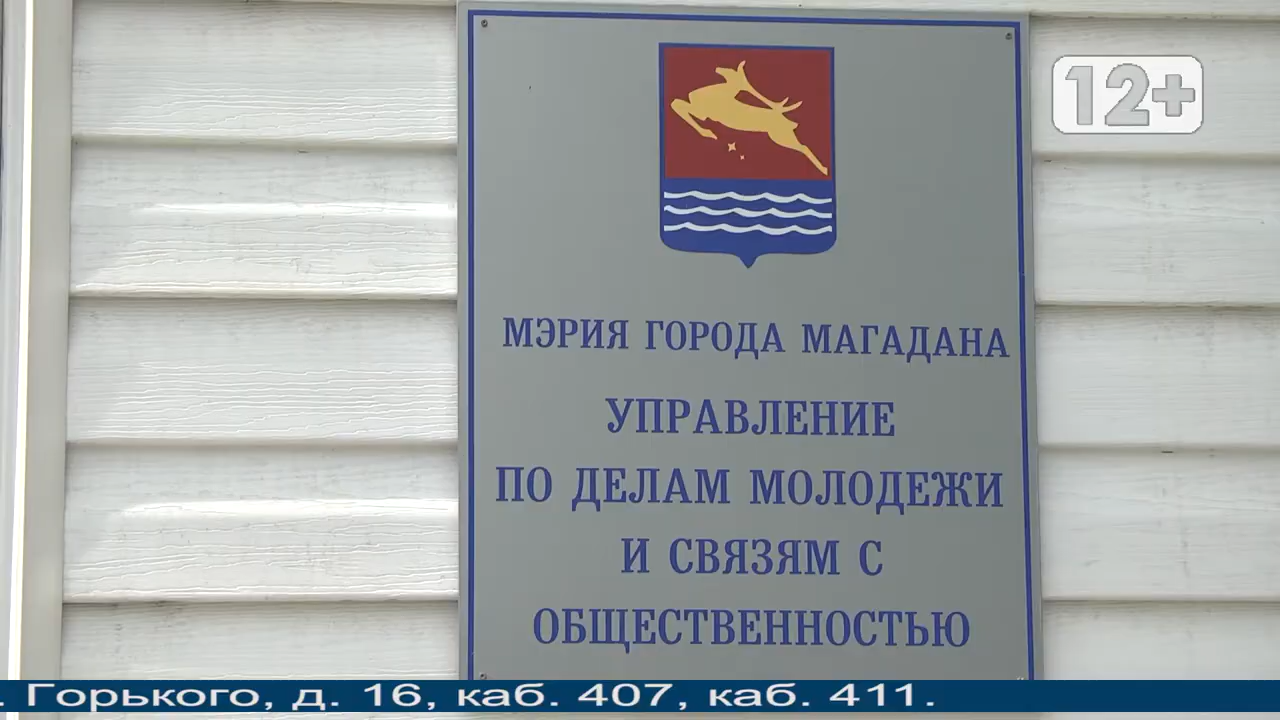 12+
МЭРИЯ ГОРОДА МАГАДАНА
УПРАВЛЕНИЕ
ПО ДЕЛАМ МОЛОДЕЖИ
И СВЯЗЯМ С
ОБЩЕСТВЕННОСТЬЮ
. Горького, д. 16, каб. 407, каб. 411.